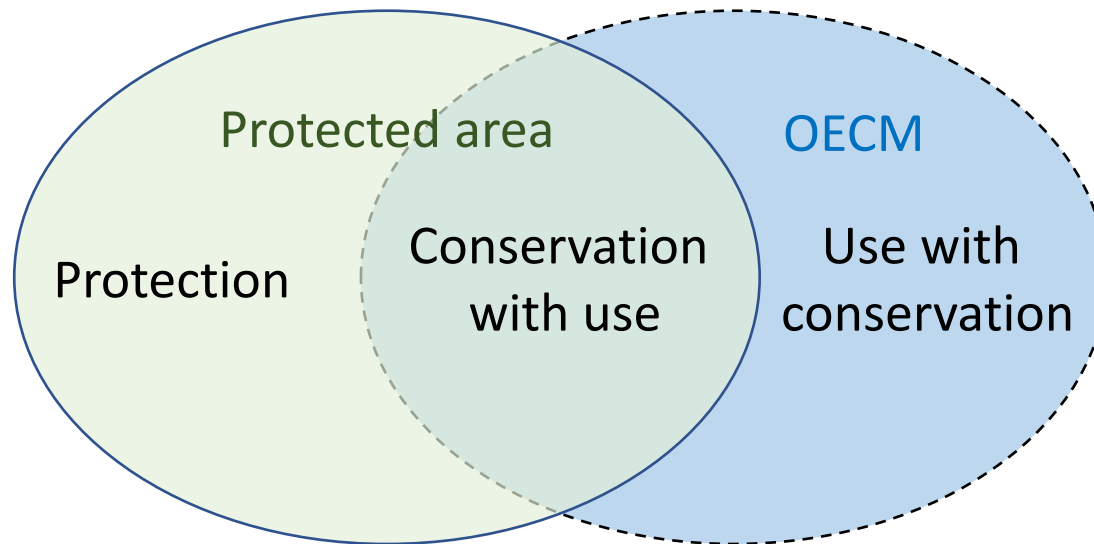 Protected area
OECM
Protection
Conservation
with use
Use with
conservation